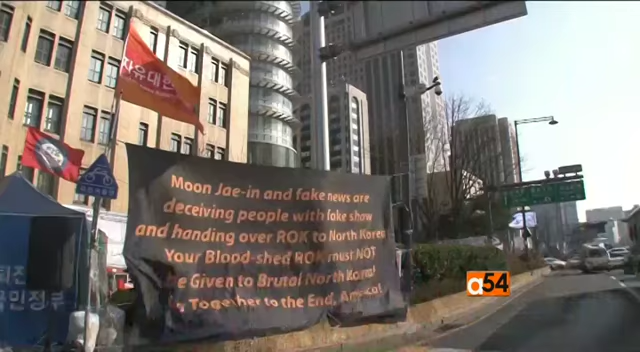 자유대한
Moon Jae-in and fake news are
deceiving people with fake show
and handing over ROK to North Korea
Your Blood-shed ROK must NOT
Be Given to Brutal North Korea!
Together to the End,
a54